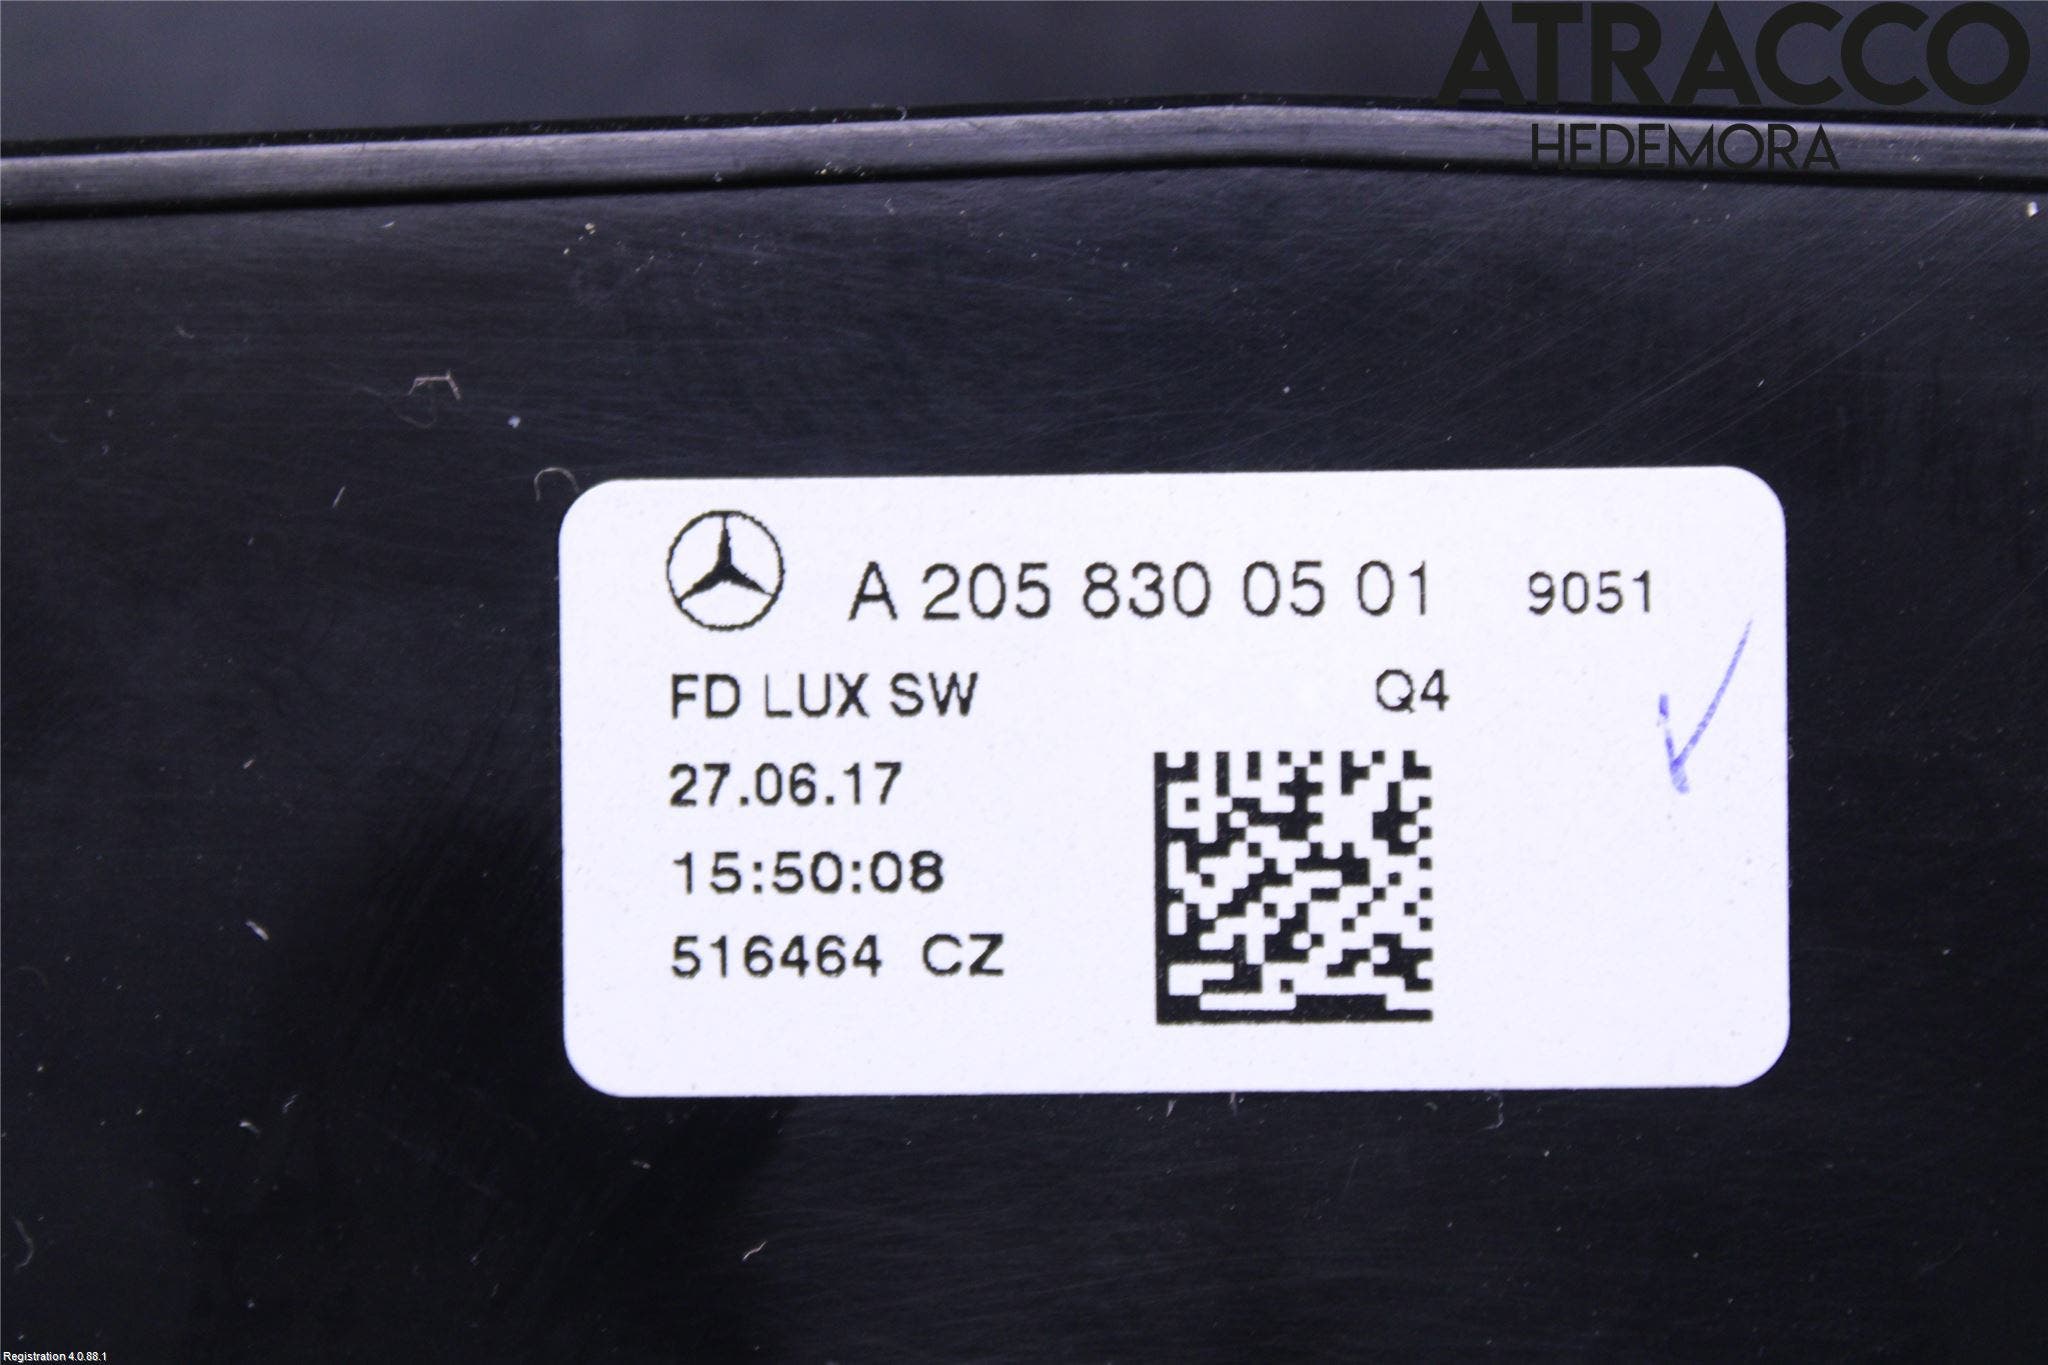 ATRACCO
HEDEMORA
A 205 830 05 01 9051
FD LUX SW Q4
27.06.17
15:50:08
516464 CZ
Registration 4.0.88.1